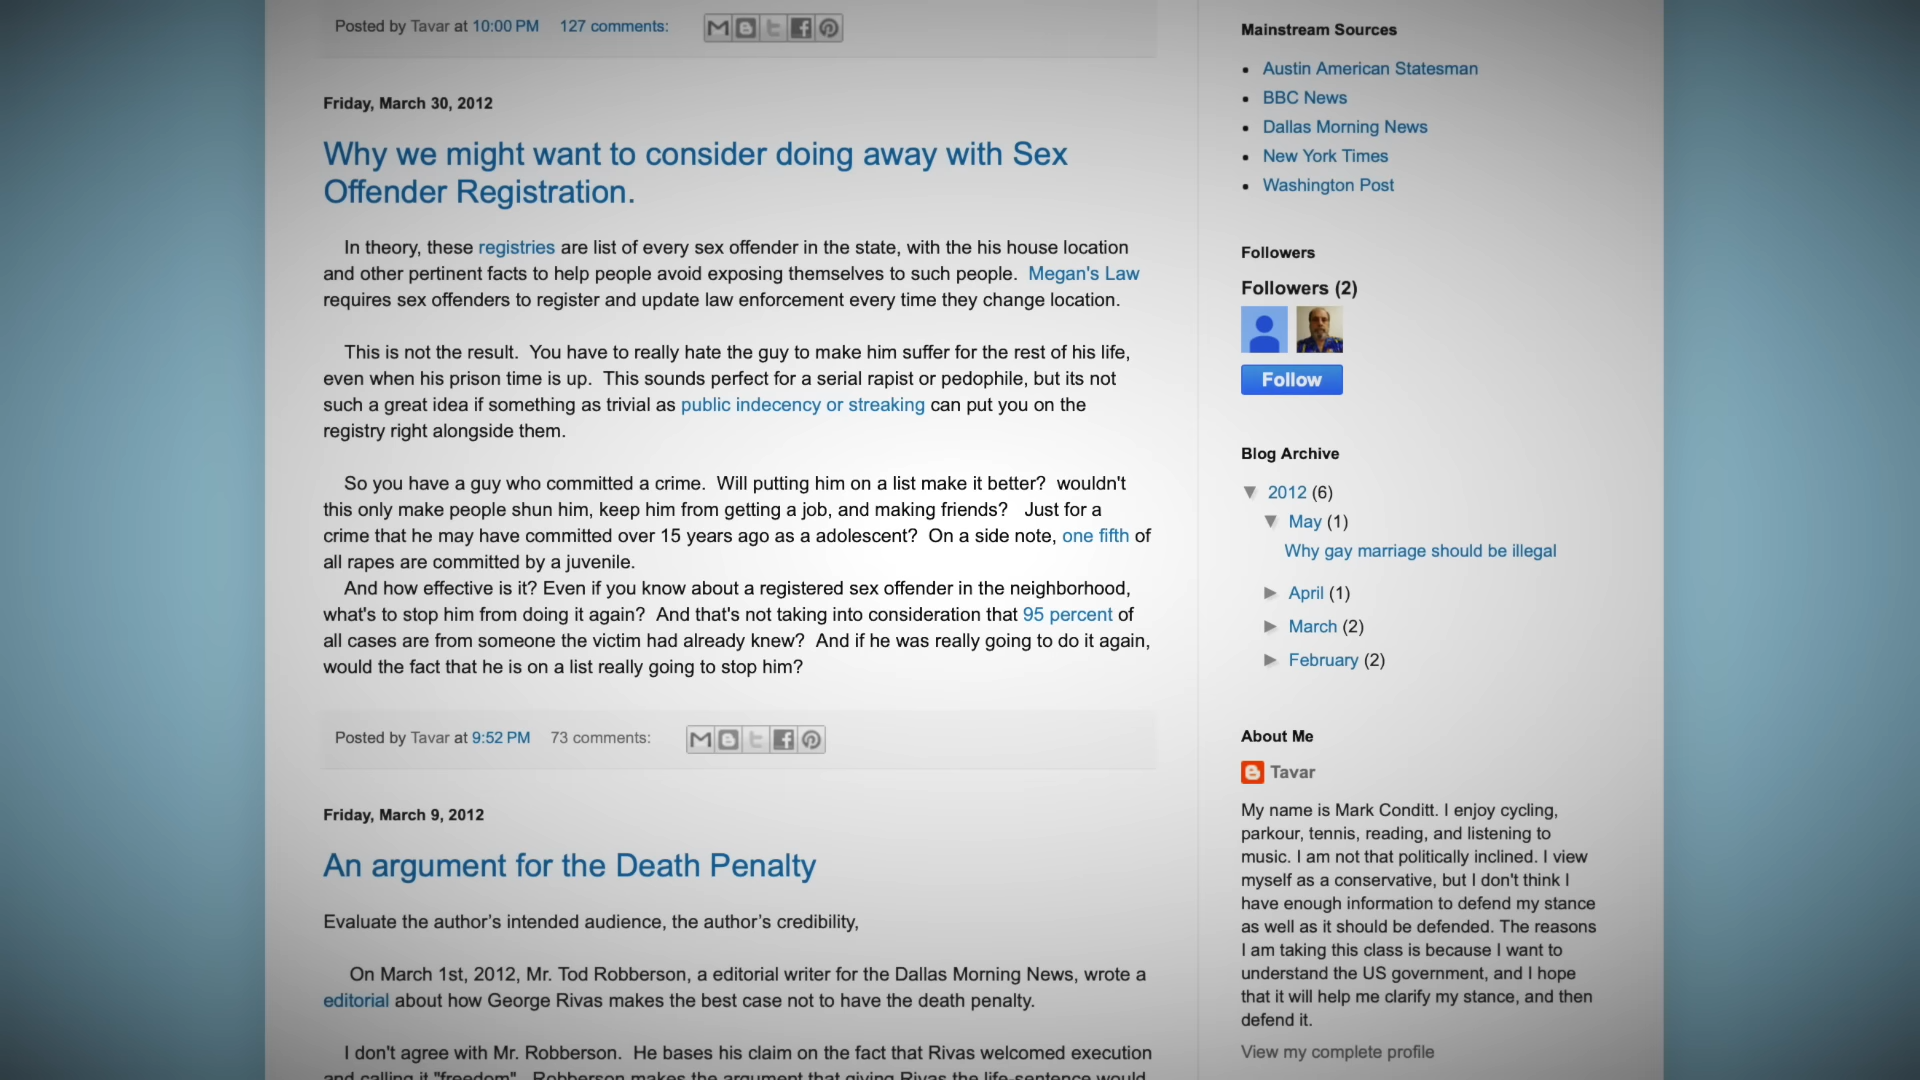 Posted by Tavar at 10:00 PM 127 comments:
Friday, March 30, 2012
Why we might want to consider doing away with Sex
Offender Registration.
In theory, these registries are list of every sex offender in the state, with the his house location
and other pertinent facts to help people avoid exposing themselves to such people. Megan's Law
requires sex offenders to register and update law enforcement every time they change location.
This is not the result. You have to really hate the guy to make him suffer for the rest of his life,
even when his prison time is up. This sounds perfect for a serial rapist or pedophile, but its not
such a great idea if something as trivial as public indecency or streaking can put you on the
registry right alongside them.
So you have a guy who committed a crime. Will putting him on a list make it better? wouldn't
this only make people shun him, keep him from getting a job, and making friends? Just for a
crime that he may have committed over 15 years ago as a adolescent? On a side note, one fifth of
all rapes are committed by a juvenile.
And how effective is it? Even if you know about a registered sex offender in the neighborhood,
what's to stop him from doing it again? And that's not taking into consideration that 95 percent of
all cases are from someone the victim had already knew? And if he was really going to do it again,
would the fact that he is on a list really going to stop him?
Posted by Tavar at 9:52 PM 73 comments:
Friday, March 9, 2012
An argument for the Death Penalty
Evaluate the author’s intended audience, the author’s credibility,
On March 1st, 2012, Mr. Tod Robberson, a editorial writer for the Dallas Morning News, wrote a
editorial about how George Rivas makes the best case not to have the death penalty.
I don't agree with Mr. Robberson. He bases his claim on the fact that Rivas welcomed execution
and calling it "freedom". Robberson makes the argument that giving Rivas the life-sentence would
Mainstream Sources
Austin American Statesman
BBC News
Dallas Morning News
New York Times
Washington Post
Followers
Followers (2)
Follow
Blog Archive
▼ 2012 (6)
▼ May (1)
Why gay marriage should be illegal
► April (1)
► March (2)
► February (2)
About Me
Tavar
My name is Mark Conditt. I enjoy cycling,
parkour, tennis, reading, and listening to
music. I am not that politically inclined. I view
myself as a conservative, but I don't think I
have enough information to defend my stance
as well as it should be defended. The reasons
I am taking this class is because I want to
understand the US government, and I hope
that it will help me clarify my stance, and then
defend it.
View my complete profile